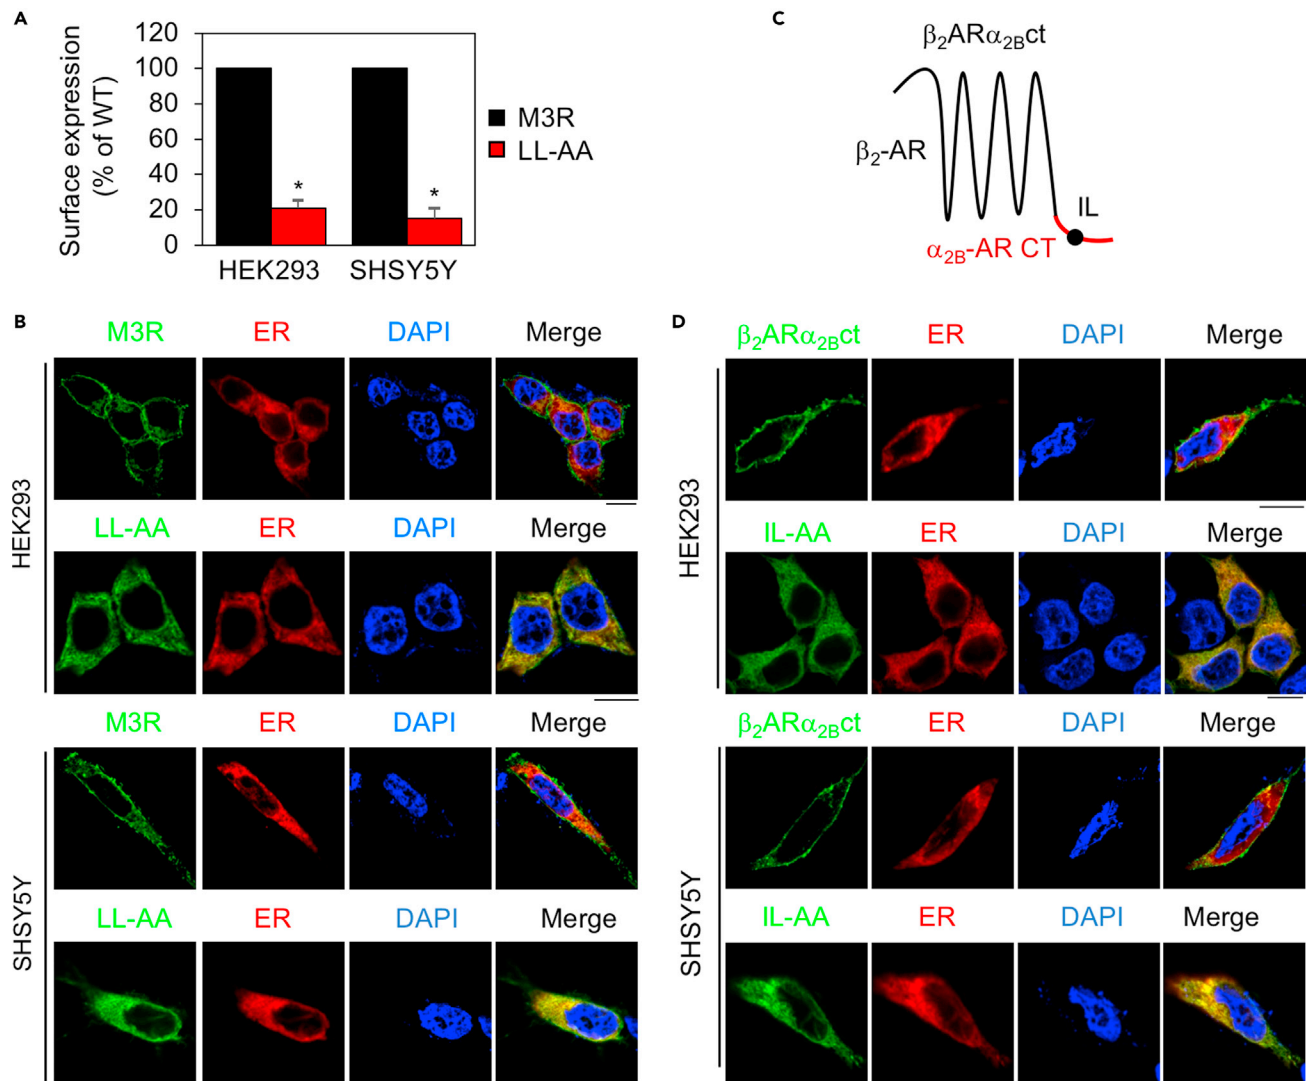 A
120
100
80
60
40
20
0
Surface expression
(% of WT)
* *
HEK293 SHSY5Y
M3R
LL-AA
C
β₂ARα₂Bct
β₂-AR
IL
α₂B-AR CT
B
M3R ER DAPI Merge
HEK293
LL-AA ER DAPI Merge
M3R ER DAPI Merge
SHSY5Y
LL-AA ER DAPI Merge
D
β₂ARα₂Bct ER DAPI Merge
HEK293
IL-AA ER DAPI Merge
β₂ARα₂Bct ER DAPI Merge
SHSY5Y
IL-AA ER DAPI Merge